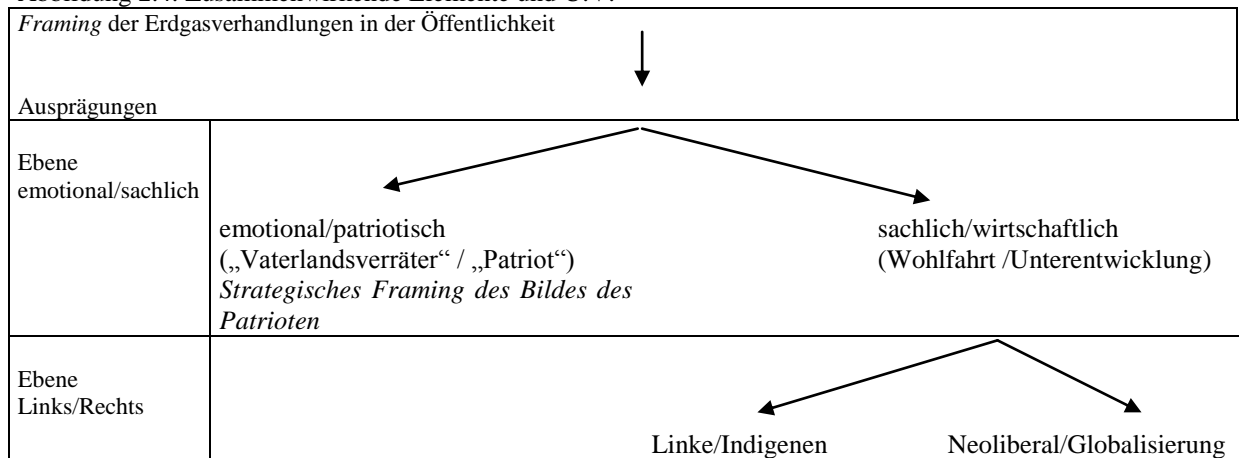 Framing der Erdgasverhandlungen in der Öffentlichkeit
Ausprägungen
Ebene
emotional/sachlich
emotional/patriotisch
(„Vaterlandsverräter“ / „Patriot“)
Strategisches Framing des Bildes des
Patrioten
sachlich/wirtschaftlich
(Wohlfahrt /Unterentwicklung)
Ebene
Links/Rechts
Linke/Indigenen
Neoliberal/Globalisierung